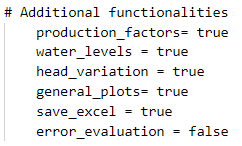 # Additional functionalities
production_factors= true
water_levels = true
head_variation = true
general_plots= true
save_excel = true
error_evaluation = false